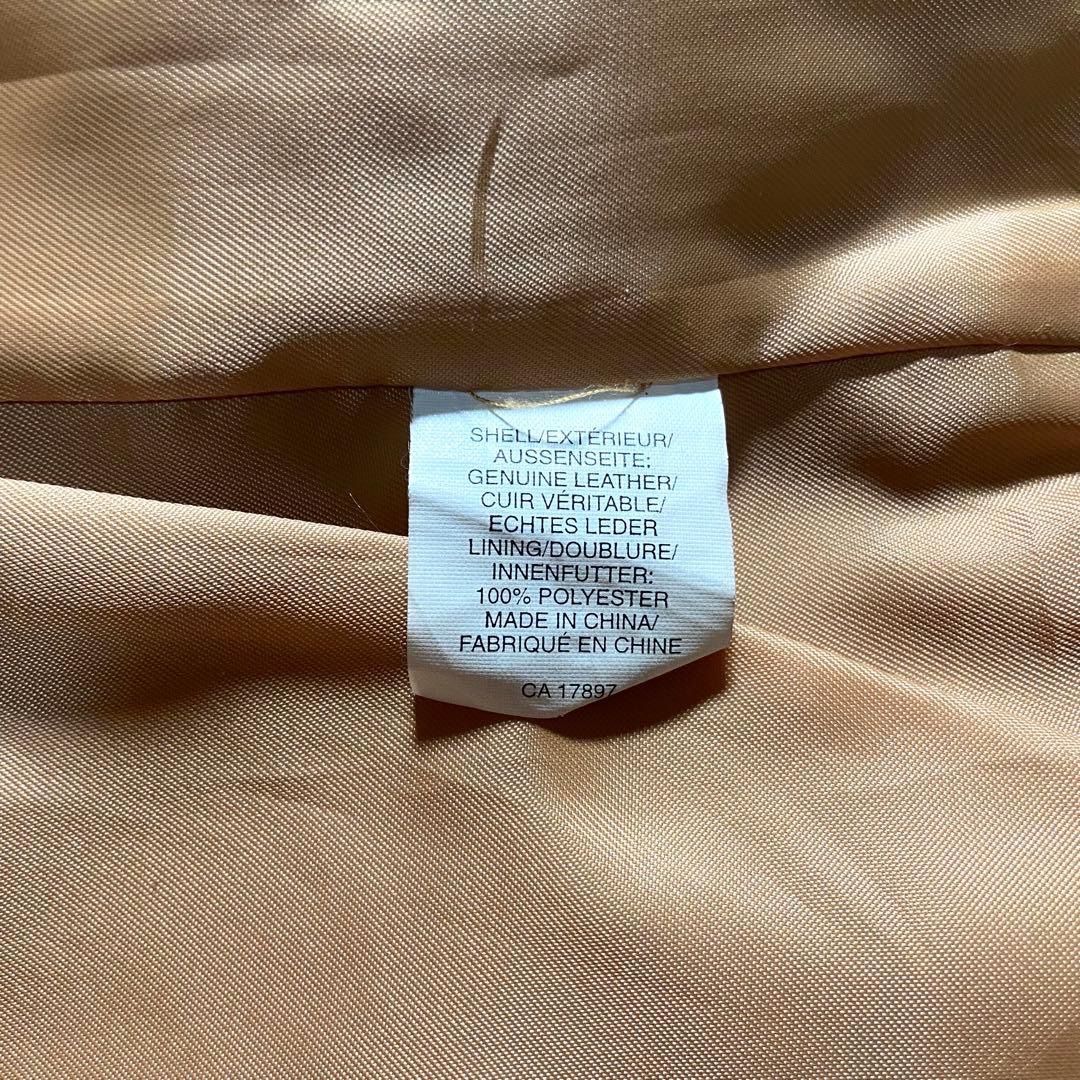 SHELL/EXTÉRIEUR/
AUSSENSEITE:
GENUINE LEATHER/
CUIR VÉRITABLE/
ECHTES LEDER
LINING/DOUBLURE/
INNENFUTTER:
100% POLYESTER
MADE IN CHINA/
FABRIQUÉ EN CHINE
CA 17897